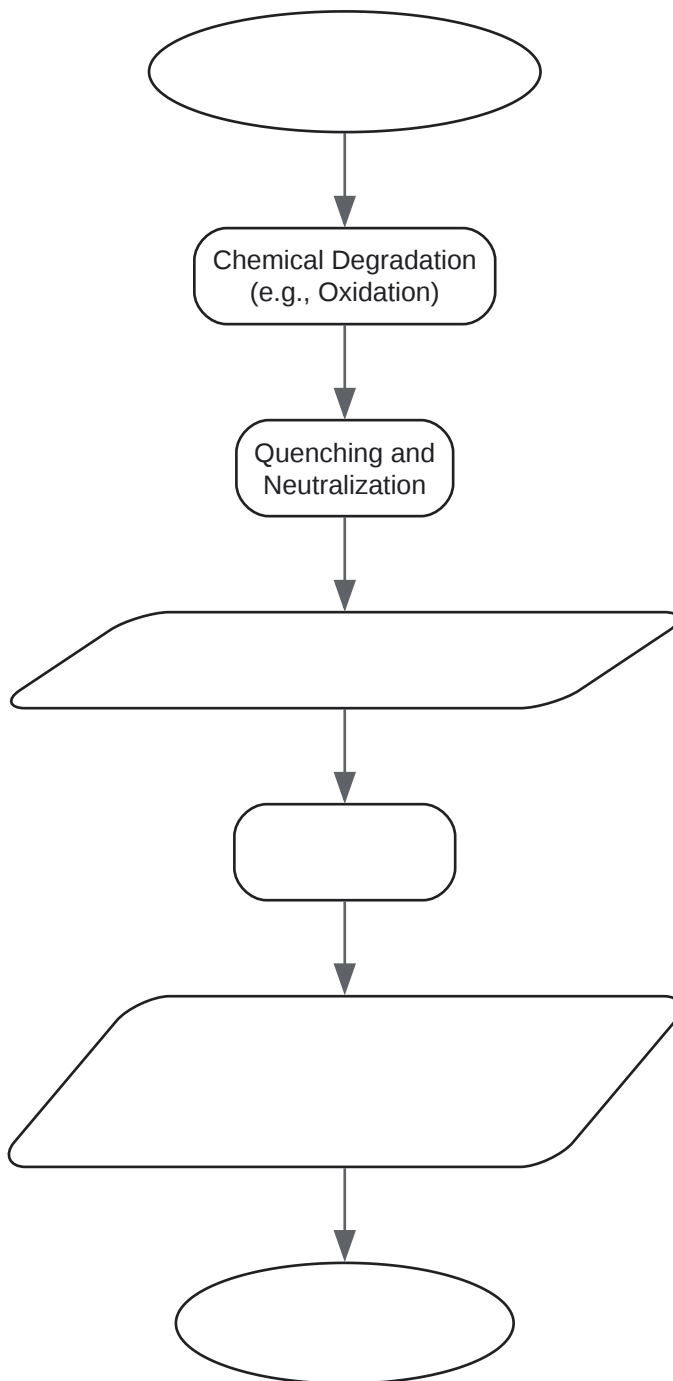 Chemical Degradation
(e.g., Oxidation)
Quenching and
Neutralization